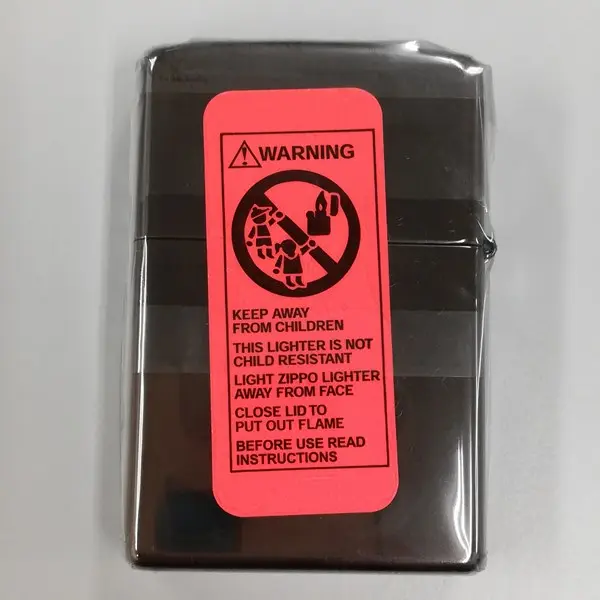 WARNING
KEEP AWAY
FROM CHILDREN
THIS LIGHTER IS NOT
CHILD RESISTANT
LIGHT ZIPPO LIGHTER
AWAY FROM FACE
CLOSE LID TO
PUT OUT FLAME
BEFORE USE READ
INSTRUCTIONS